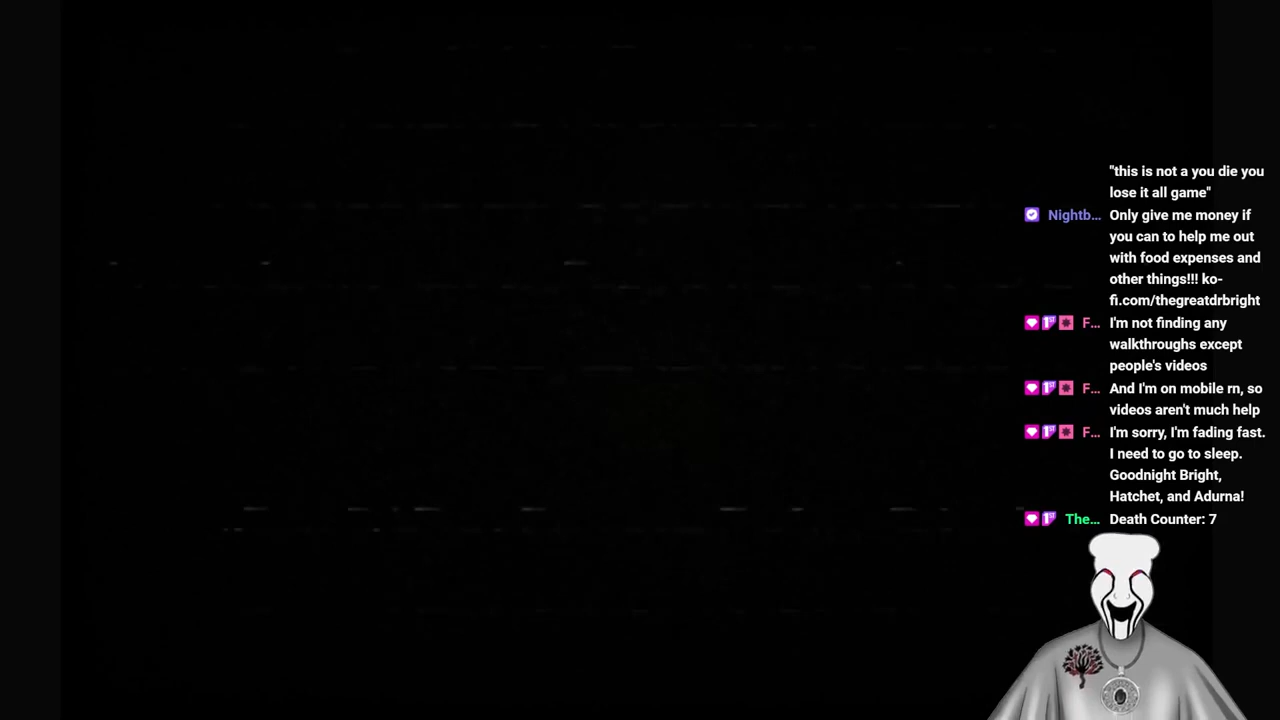 "this is not a you die you
lose it all game"
Nightb... Only give me money if
you can to help me out
with food expenses and
other things!!! ko-
fi.com/thegreatdrbright
F... I'm not finding any
walkthroughs except
people's videos
F... And I'm on mobile rn, so
videos aren't much help
F... I'm sorry, I'm fading fast.
I need to go to sleep.
Goodnight Bright,
Hatchet, and Adurna!
The... Death Counter: 7